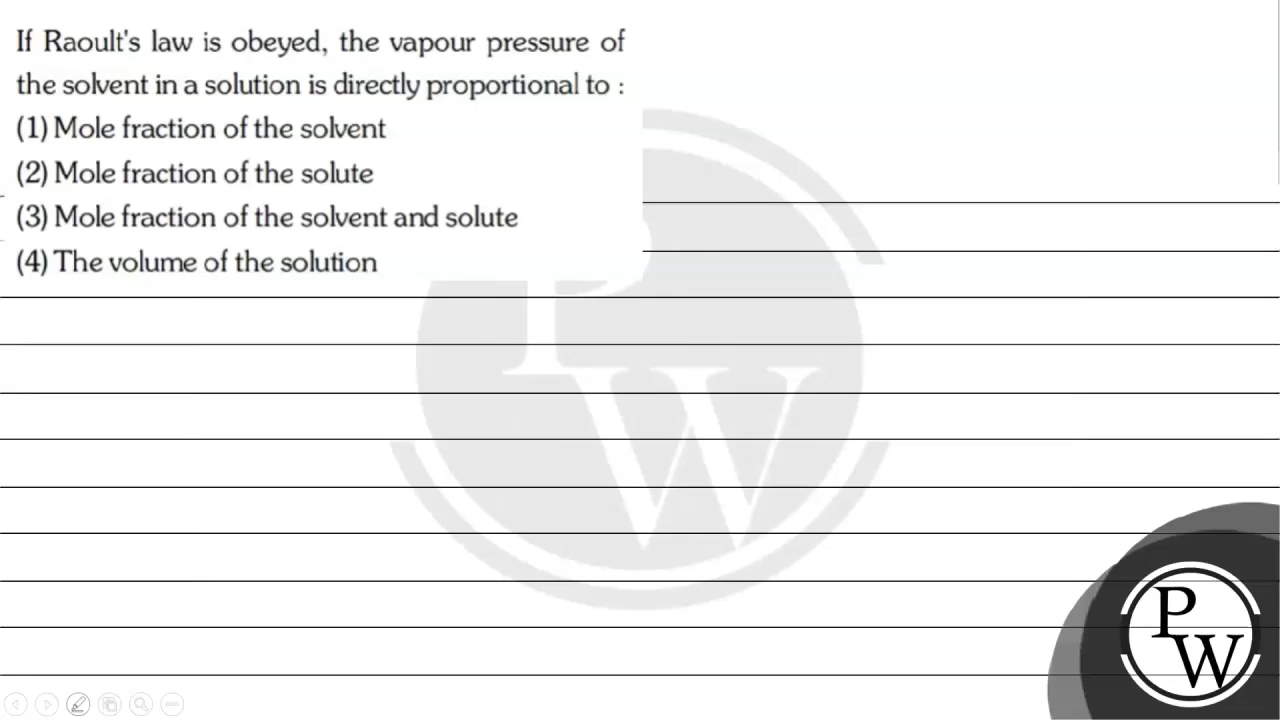 If Raoult's law is obeyed, the vapour pressure of
the solvent in a solution is directly proportional to :
(1) Mole fraction of the solvent
(2) Mole fraction of the solute
(3) Mole fraction of the solvent and solute
(4) The volume of the solution
PW
PW